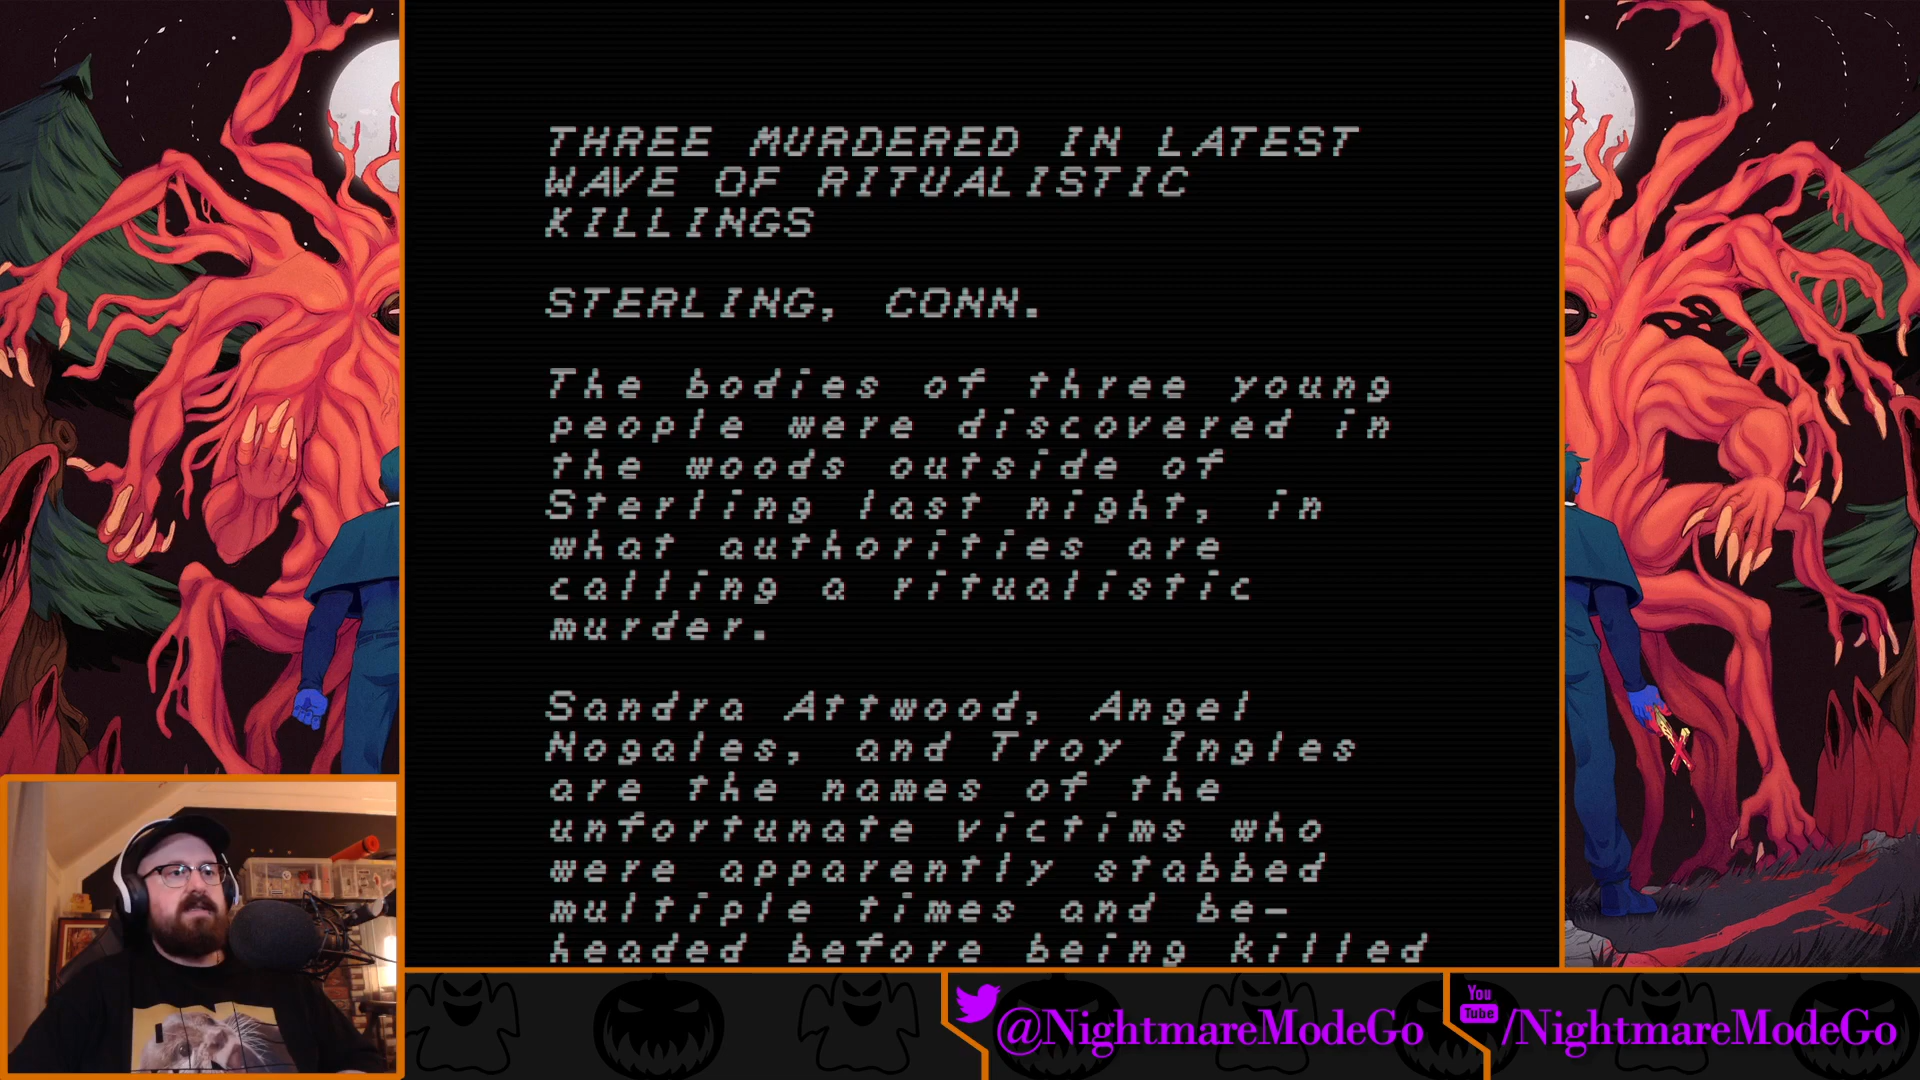 THREE MURDERED IN LATEST
WAVE OF RITUALISTIC
KILLINGS
STERLING, CONN.
The bodies of three young
people were discovered in
the woods outside of
Sterling last night, in
what authorities are
calling a ritualistic
murder.
Sandra Attwood, Angel
Nogales, and Troy Ingles
are the names of the
unfortunate victims who
were apparently stabbed
multiple times and be-
headed before being killed
@NightmareModeGo
You
Tube
/NightmareModeGo